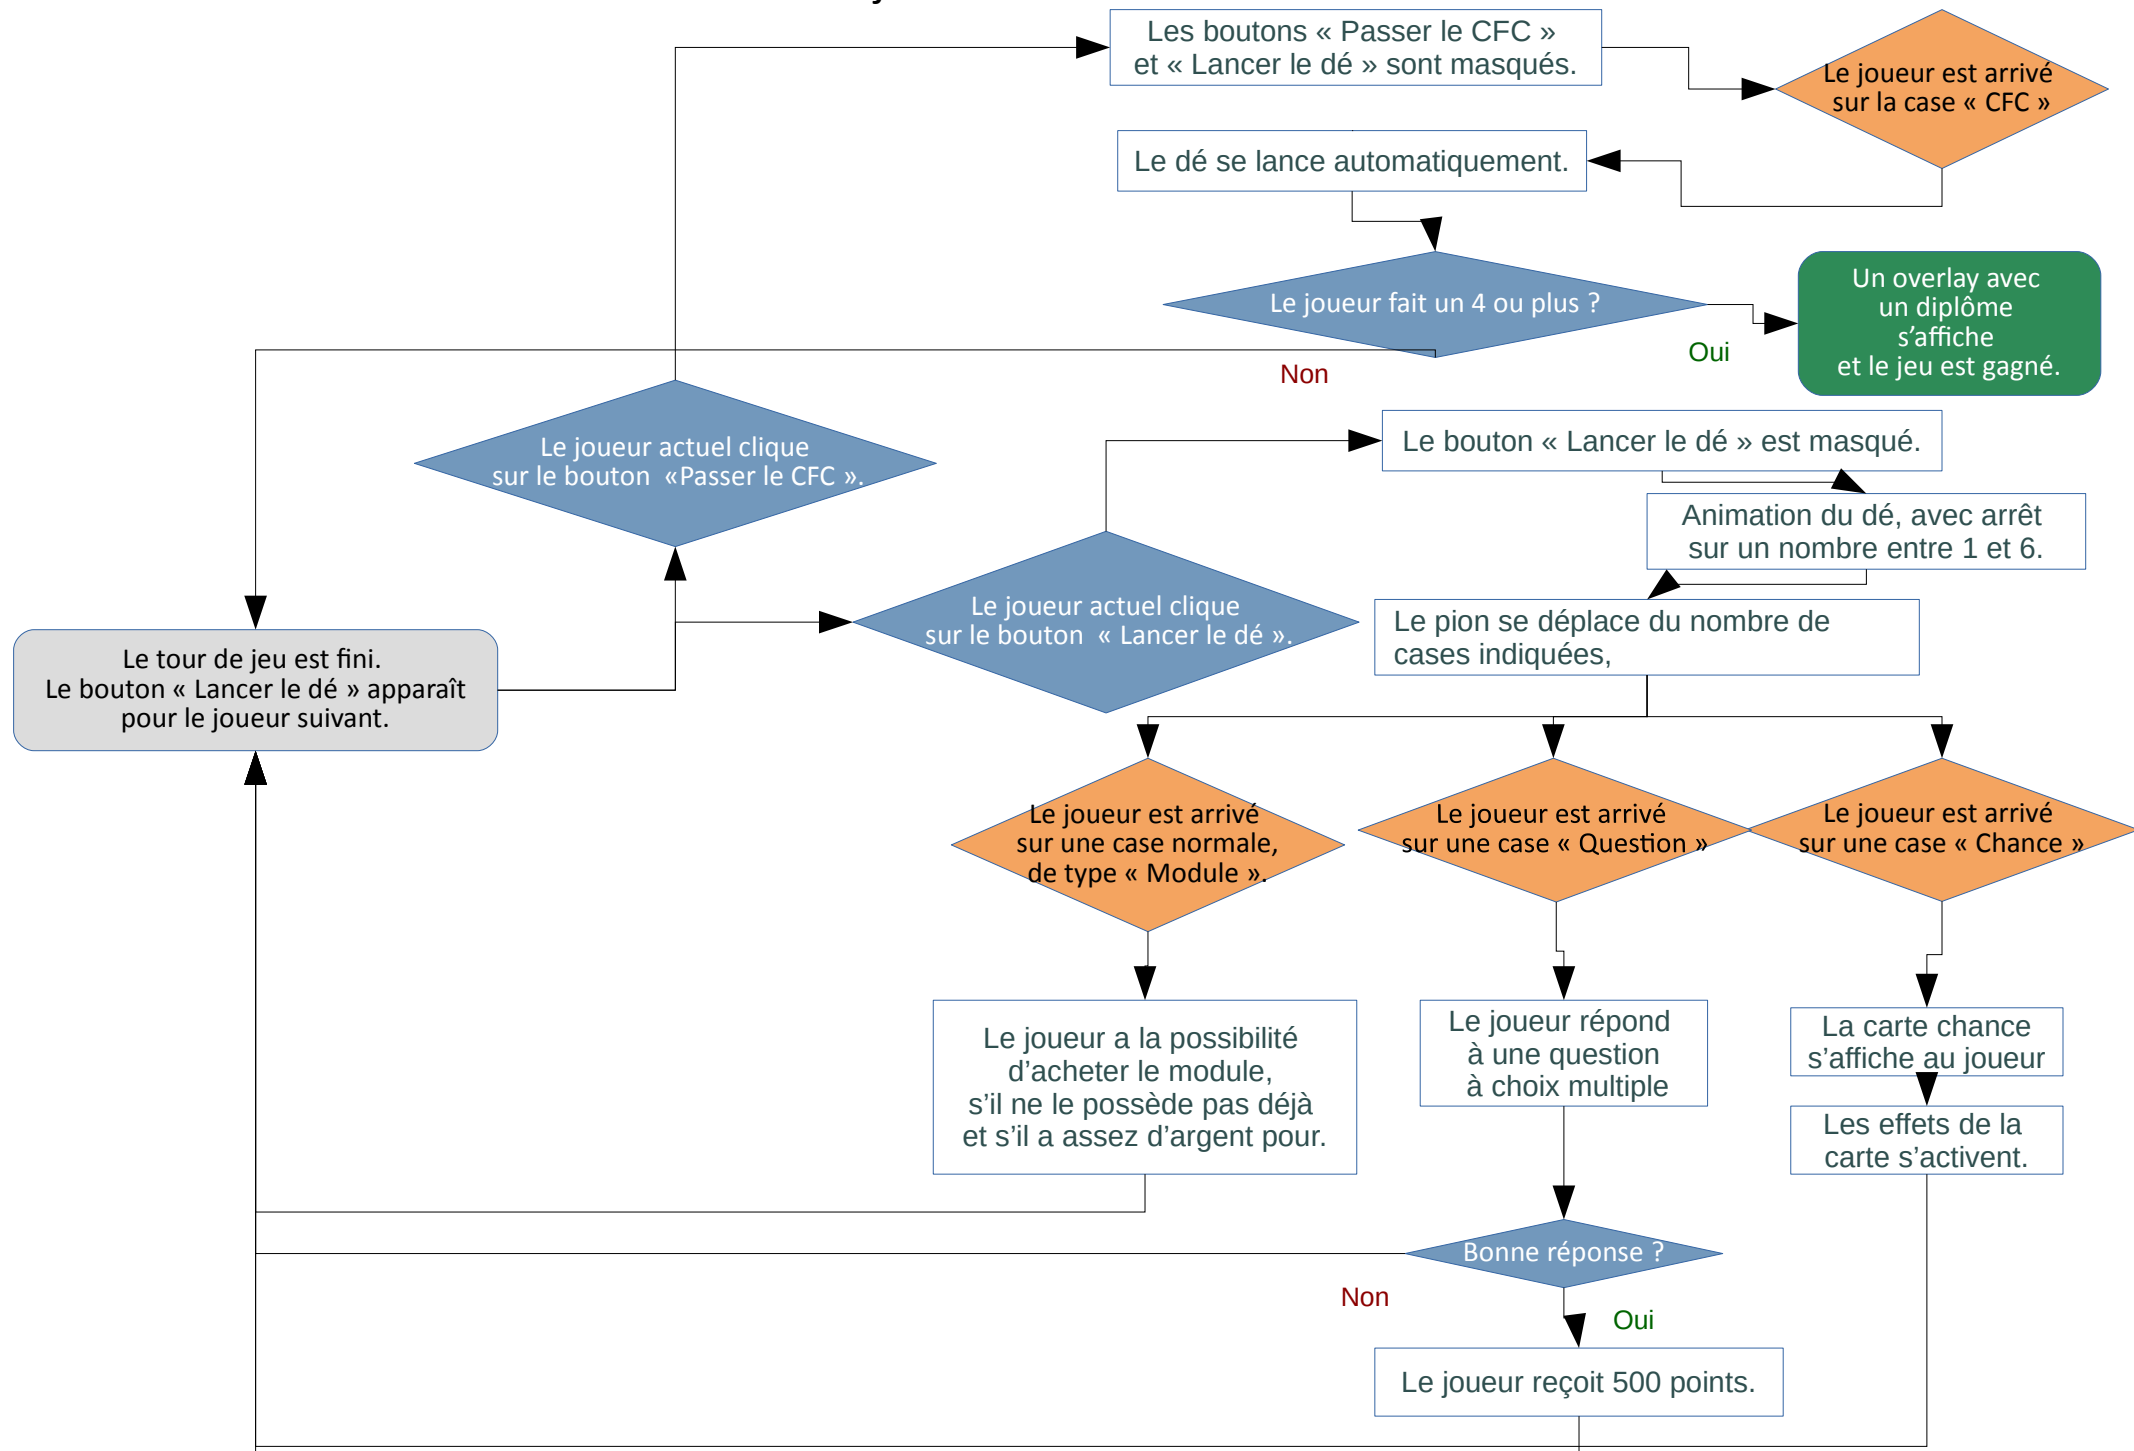 Les boutons « Passer le CFC »
et « Lancer le dé » sont masqués.
Le joueur est arrivé
sur la case « CFC »
Le dé se lance automatiquement.
Le joueur fait un 4 ou plus ?
Un overlay avec
un diplôme
s’affiche
et le jeu est gagné.
Oui
Non
Le joueur actuel clique
sur le bouton «Passer le CFC ».
Le bouton « Lancer le dé » est masqué.
Animation du dé, avec arrêt
sur un nombre entre 1 et 6.
Le joueur actuel clique
sur le bouton « Lancer le dé ».
Le pion se déplace du nombre de
cases indiquées,
Le tour de jeu est fini.
Le bouton « Lancer le dé » apparaît
pour le joueur suivant.
Le joueur est arrivé
sur une case normale,
de type « Module ».
Le joueur est arrivé
sur une case « Question »
Le joueur est arrivé
sur une case « Chance »
Le joueur a la possibilité
d’acheter le module,
s’il ne le possède pas déjà
et s’il a assez d’argent pour.
Le joueur répond
à une question
à choix multiple
La carte chance
s’affiche au joueur
Les effets de la
carte s’activent.
Bonne réponse ?
Non
Oui
Le joueur reçoit 500 points.